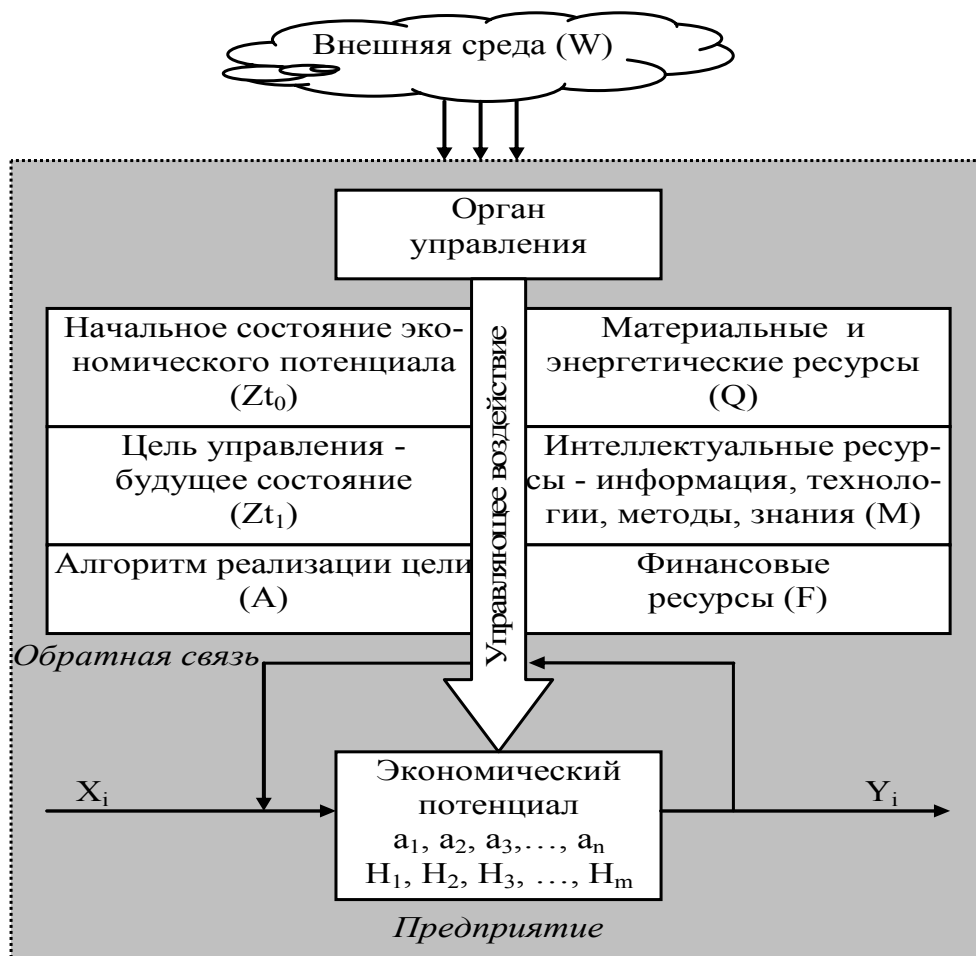 Внешняя среда (W)
Орган
управления
Начальное состояние эко-
номического потенциала
(Zt₀)
Цель управления -
будущее состояние
(Zt₁)
Алгоритм реализации цели
(A)
Управляющее воздействие
Материальные и
энергетические ресурсы
(Q)
Интеллектуальные ресур-
сы - информация, техноло-
гии, методы, знания (М)
Финансовые
ресурсы (F)
Обратная связь
Xᵢ
Экономический
потенциал
a₁, a₂, a₃,…, aₙ
H₁, H₂, H₃, …, Hₘ
Yᵢ
Предприятие